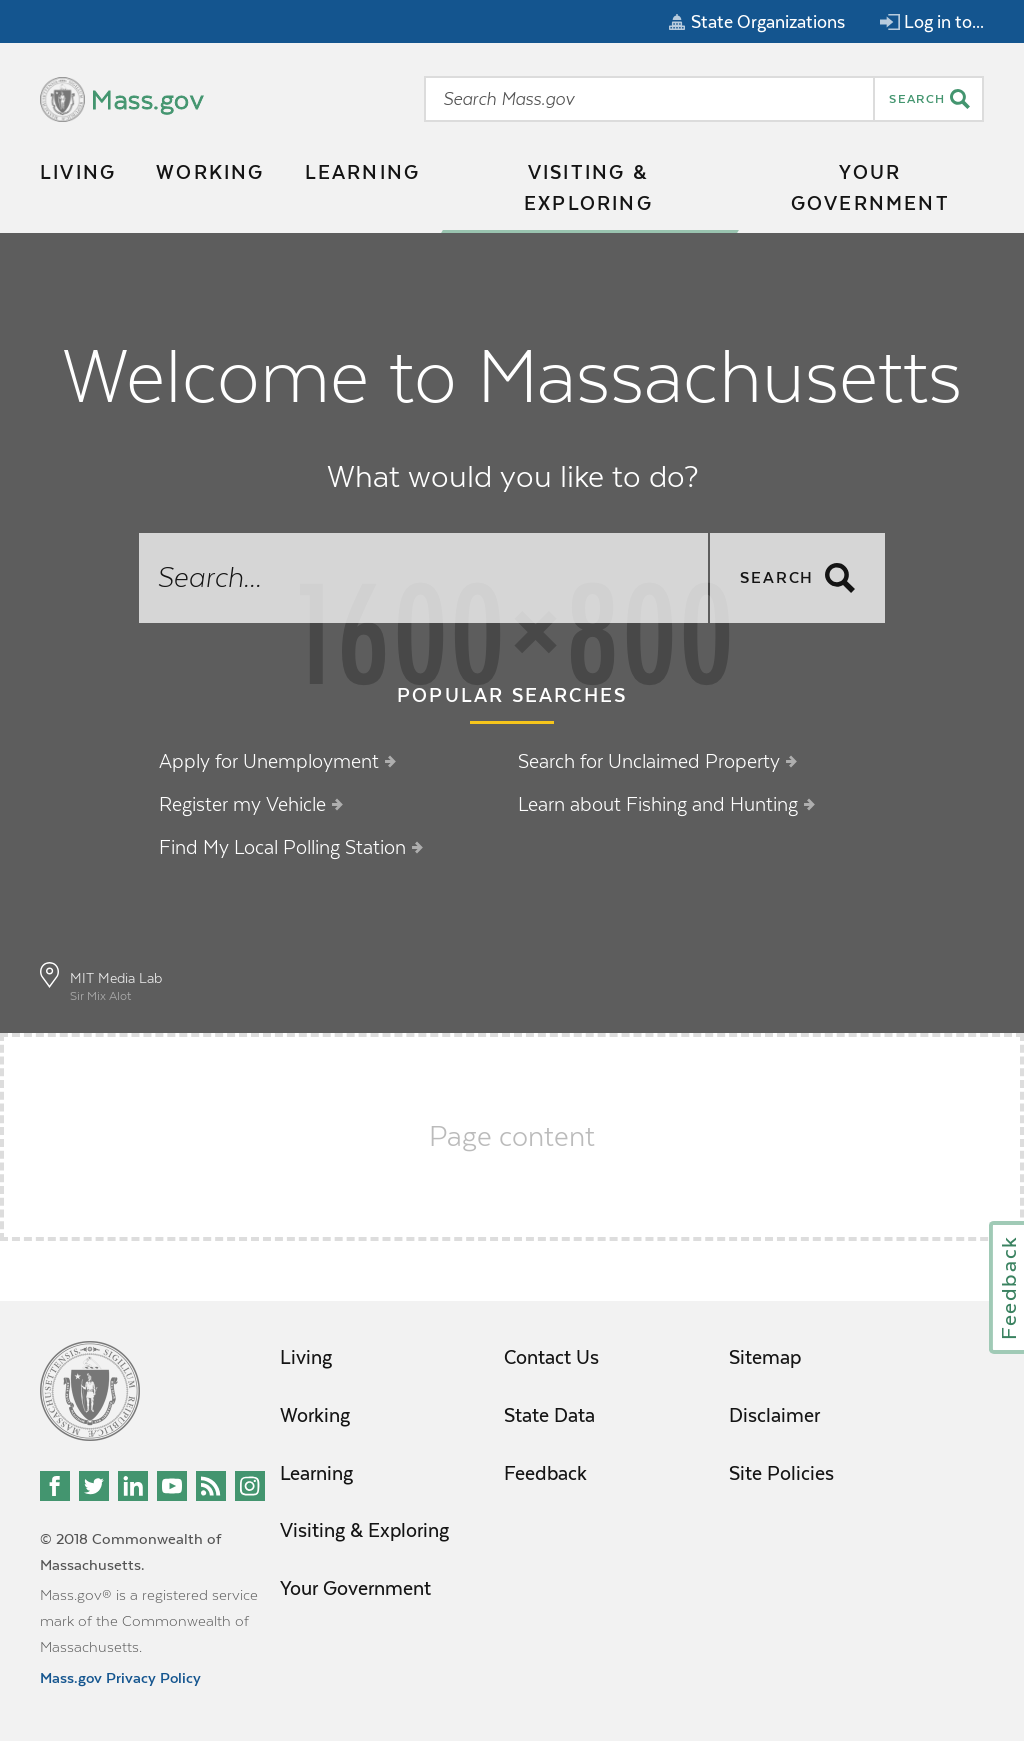 State Organizations
Log in to...
Mass.gov
Search Mass.gov
SEARCH
LIVING
WORKING
LEARNING
VISITING &
EXPLORING
YOUR
GOVERNMENT
Welcome to Massachusetts
What would you like to do?
Search...
SEARCH
1600×800
POPULAR SEARCHES
Apply for Unemployment
Search for Unclaimed Property
Register my Vehicle
Learn about Fishing and Hunting
Find My Local Polling Station
MIT Media Lab
Sir Mix Alot
Page content
Feedback
Living
Contact Us
Sitemap
Working
State Data
Disclaimer
Learning
Feedback
Site Policies
Visiting & Exploring
Your Government
© 2018 Commonwealth of
Massachusetts.
Mass.gov® is a registered service
mark of the Commonwealth of
Massachusetts.
Mass.gov Privacy Policy